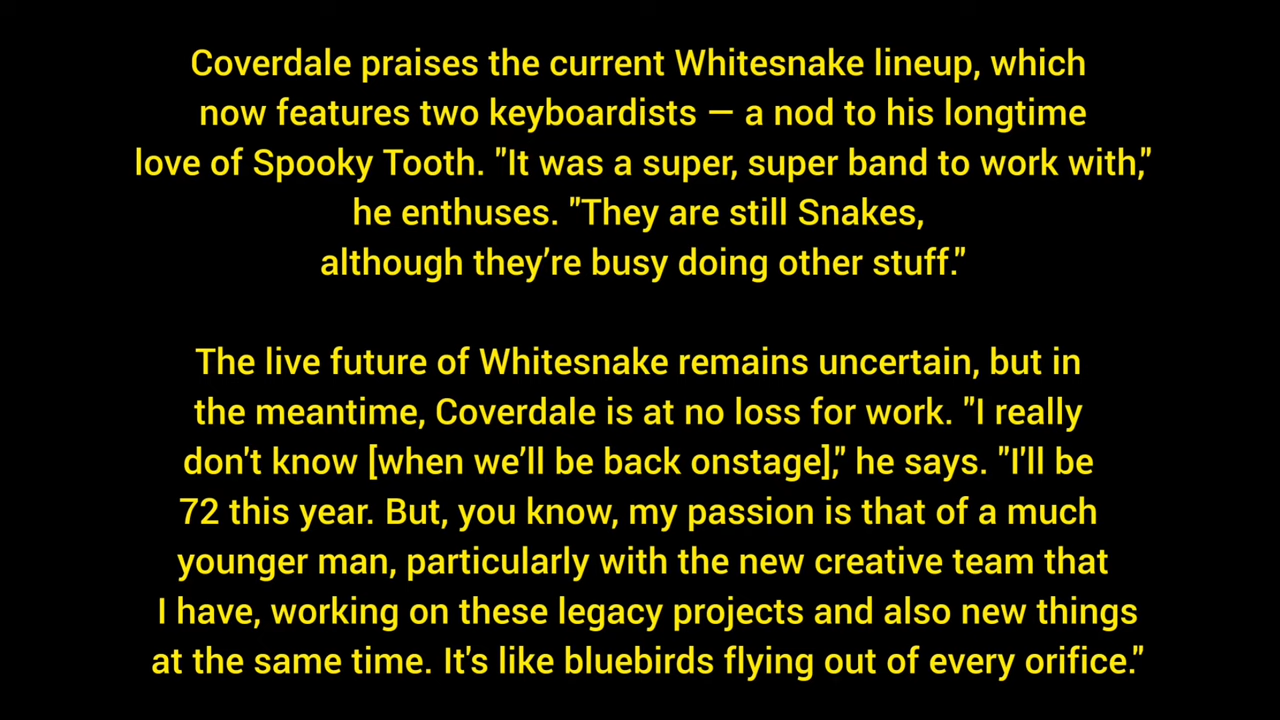 Coverdale praises the current Whitesnake lineup, which
now features two keyboardists — a nod to his longtime
love of Spooky Tooth. "It was a super, super band to work with,"
he enthuses. "They are still Snakes,
although they’re busy doing other stuff."
The live future of Whitesnake remains uncertain, but in
the meantime, Coverdale is at no loss for work. "I really
don't know [when we’ll be back onstage]," he says. "I'll be
72 this year. But, you know, my passion is that of a much
younger man, particularly with the new creative team that
I have, working on these legacy projects and also new things
at the same time. It's like bluebirds flying out of every orifice."